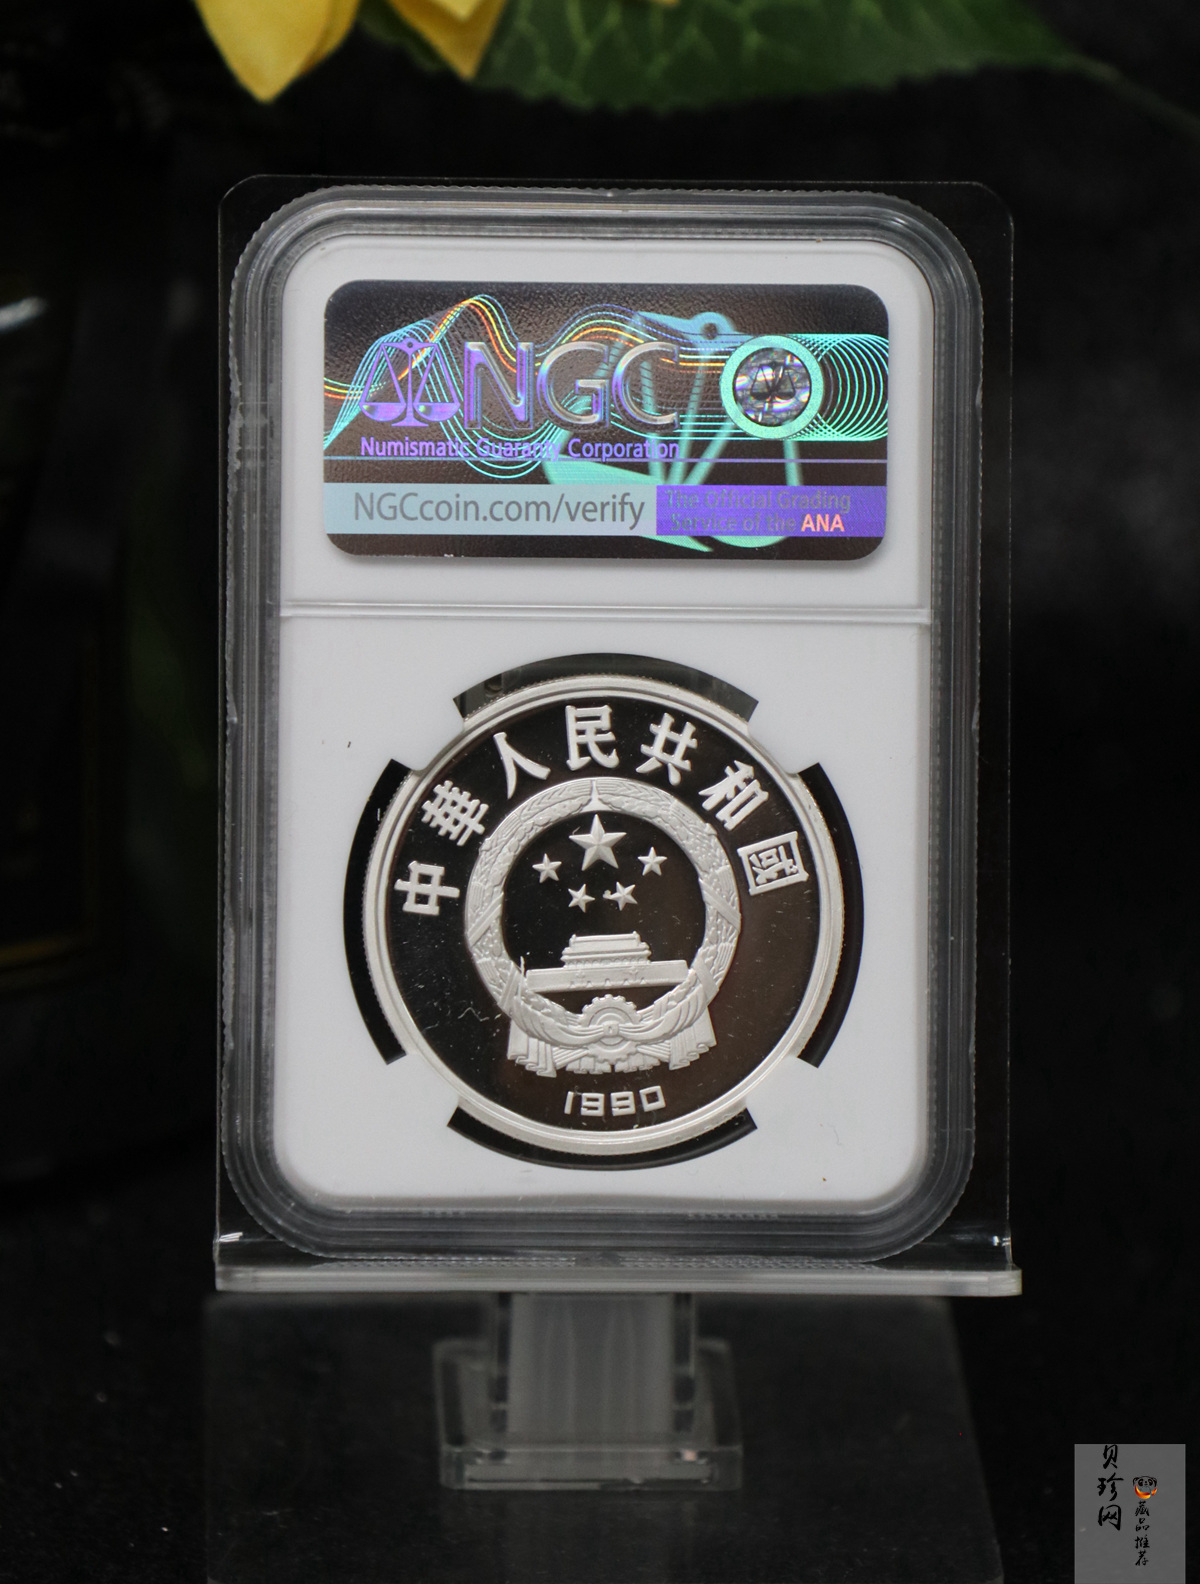 NGC
Numismatic Guaranty Corporation
NGCcoin.com/verify
The Official Grading
Service of the ANA
中華人民共和國
1990
贝珍网
藏品推荐